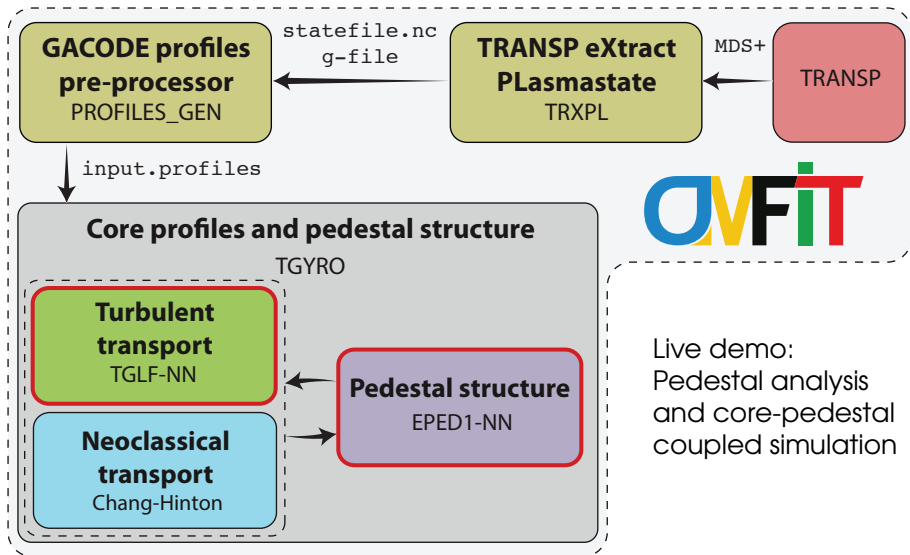 GACODE profiles
pre-processor
PROFILES_GEN
statefile.nc
g-file
TRANSP eXtract
PLasmastate
TRXPL
MDS+
TRANSP
input.profiles
OMFIT
Core profiles and pedestal structure
TGYRO
Turbulent
transport
TGLF-NN
Neoclassical
transport
Chang-Hinton
Pedestal structure
EPED1-NN
Live demo:
Pedestal analysis
and core-pedestal
coupled simulation